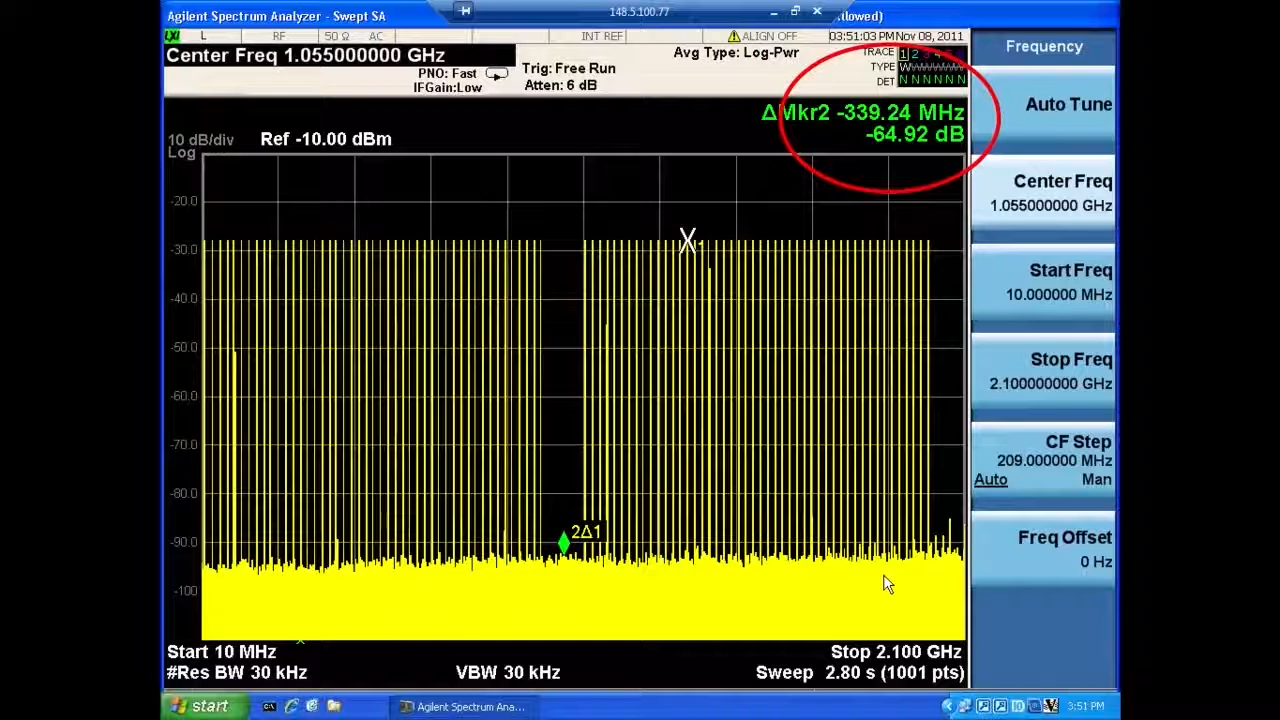 Agilent Spectrum Analyzer - Swept SA
148.5.100.77
llowed)
LXI L RF 50 Ω AC INT REF ALIGN OFF 03:51:03 PM Nov 08, 2011
Center Freq 1.055000000 GHz
PNO: Fast
IFGain:Low
Trig: Free Run
Atten: 6 dB
Avg Type: Log-Pwr
TRACE 1 2 3 4 5 6
TYPE
DET N N N N N N
ΔMkr2 -339.24 MHz
-64.92 dB
10 dB/div
Log
Ref -10.00 dBm
-20.0
-30.0
-40.0
-50.0
-60.0
-70.0
-80.0
-90.0
-100
X
2Δ1
Start 10 MHz
Stop 2.100 GHz
#Res BW 30 kHz
VBW 30 kHz
Sweep 2.80 s (1001 pts)
Frequency
Auto Tune
Center Freq
1.055000000 GHz
Start Freq
10.000000 MHz
Stop Freq
2.100000000 GHz
CF Step
209.000000 MHz
Auto Man
Freq Offset
0 Hz
start
Agilent Spectrum Ana...
3:51 PM